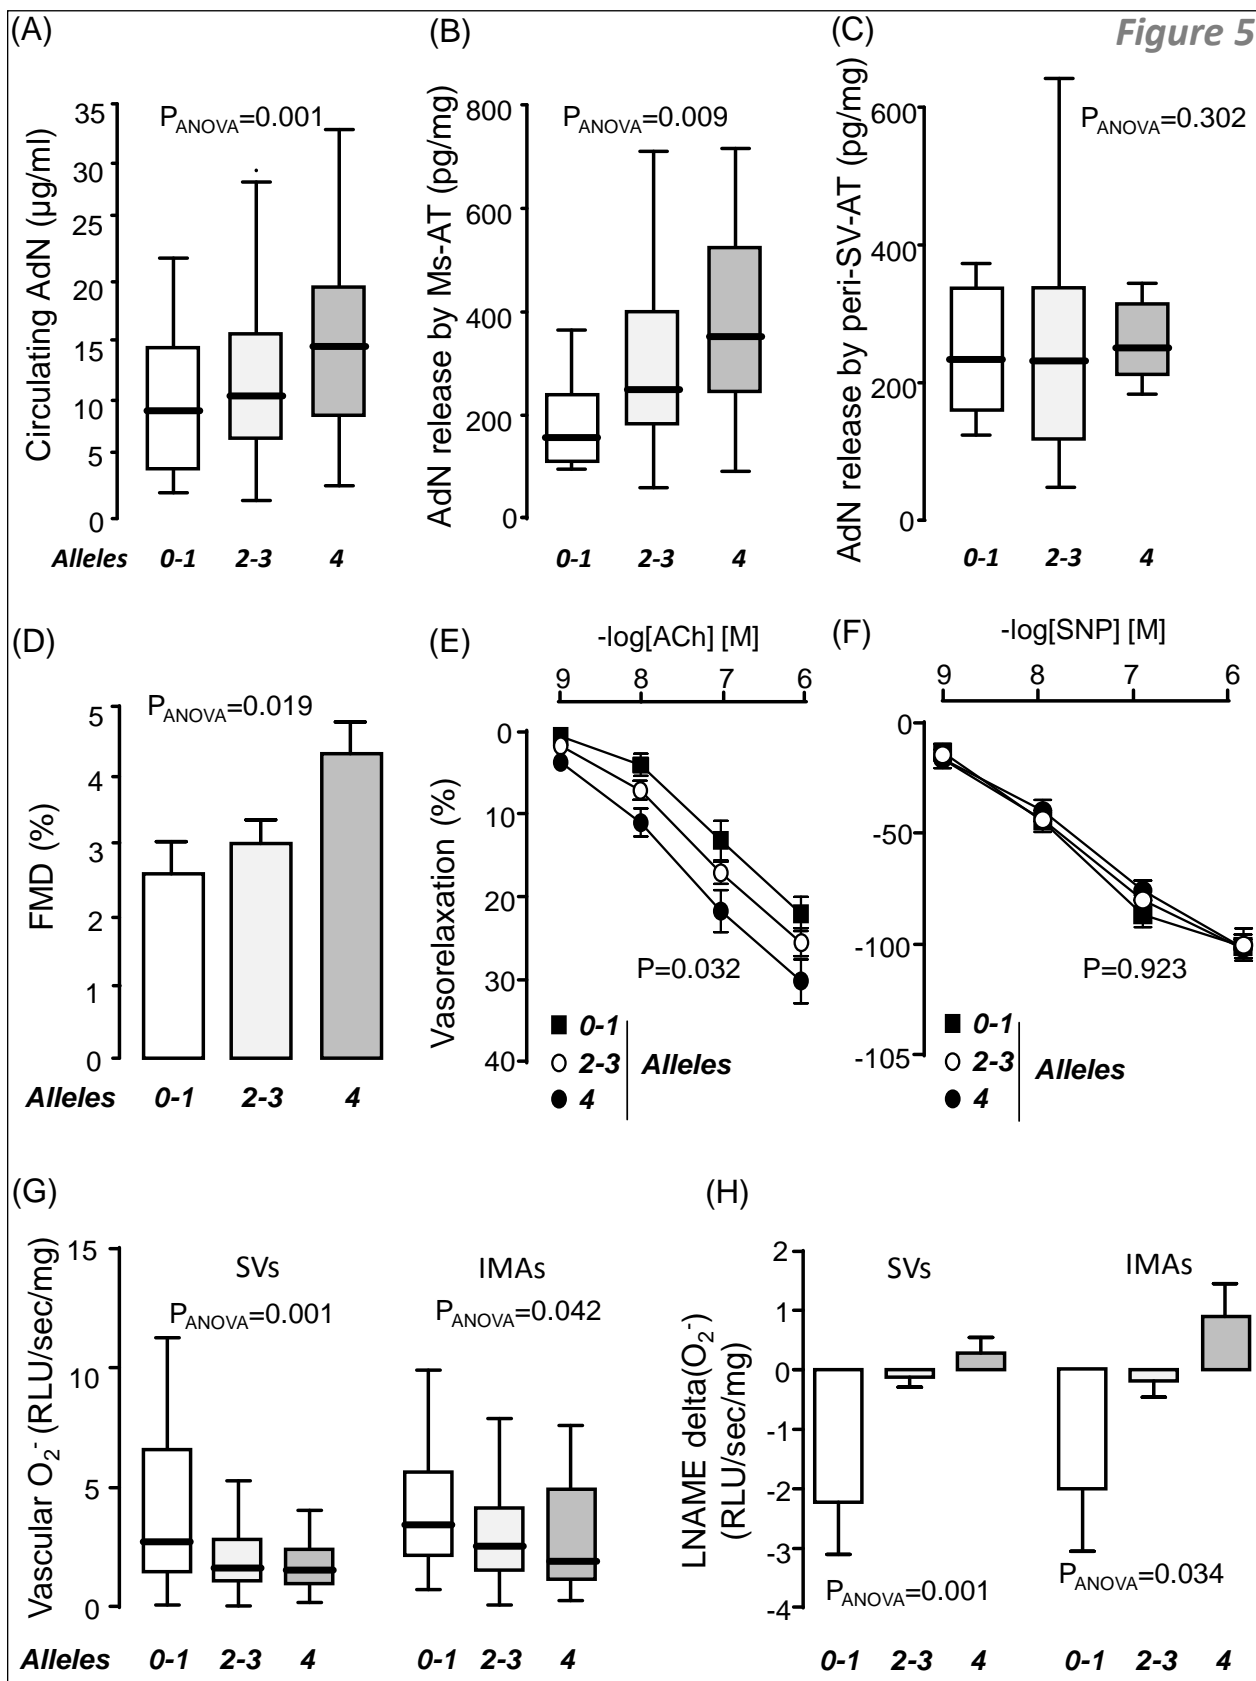 Figure 5
(A)
Circulating AdN (µg/ml)
35
30
25
20
15
10
5
0
P_ANOVA=0.001
Alleles 0-1 2-3 4
(B)
AdN release by Ms-AT (pg/mg)
800
600
400
200
0
P_ANOVA=0.009
0-1 2-3 4
(C)
AdN release by peri-SV-AT (pg/mg)
600
400
200
0
P_ANOVA=0.302
0-1 2-3 4
(D)
FMD (%)
5
4
3
2
1
0
P_ANOVA=0.019
Alleles 0-1 2-3 4
(E)
-log[ACh] [M]
9 8 7 6
Vasorelaxation (%)
0
10
20
30
40
P=0.032
0-1
2-3
4
Alleles
(F)
-log[SNP] [M]
9 8 7 6
0
-50
-100
-105
P=0.923
0-1
2-3
4
Alleles
(G)
Vascular O₂⁻ (RLU/sec/mg)
15
10
5
0
SVs
P_ANOVA=0.001
IMAs
P_ANOVA=0.042
Alleles 0-1 2-3 4 0-1 2-3 4
(H)
LNAME delta(O₂⁻)
(RLU/sec/mg)
2
1
0
-1
-2
-3
-4
SVs
IMAs
P_ANOVA=0.001
P_ANOVA=0.034
0-1 2-3 4 0-1 2-3 4